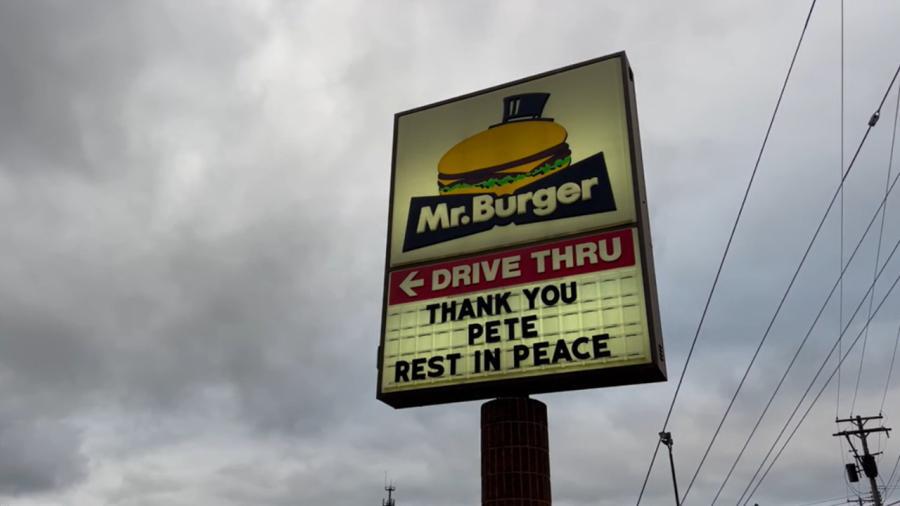 Mr.Burger
← DRIVE THRU
THANK YOU
PETE
REST IN PEACE